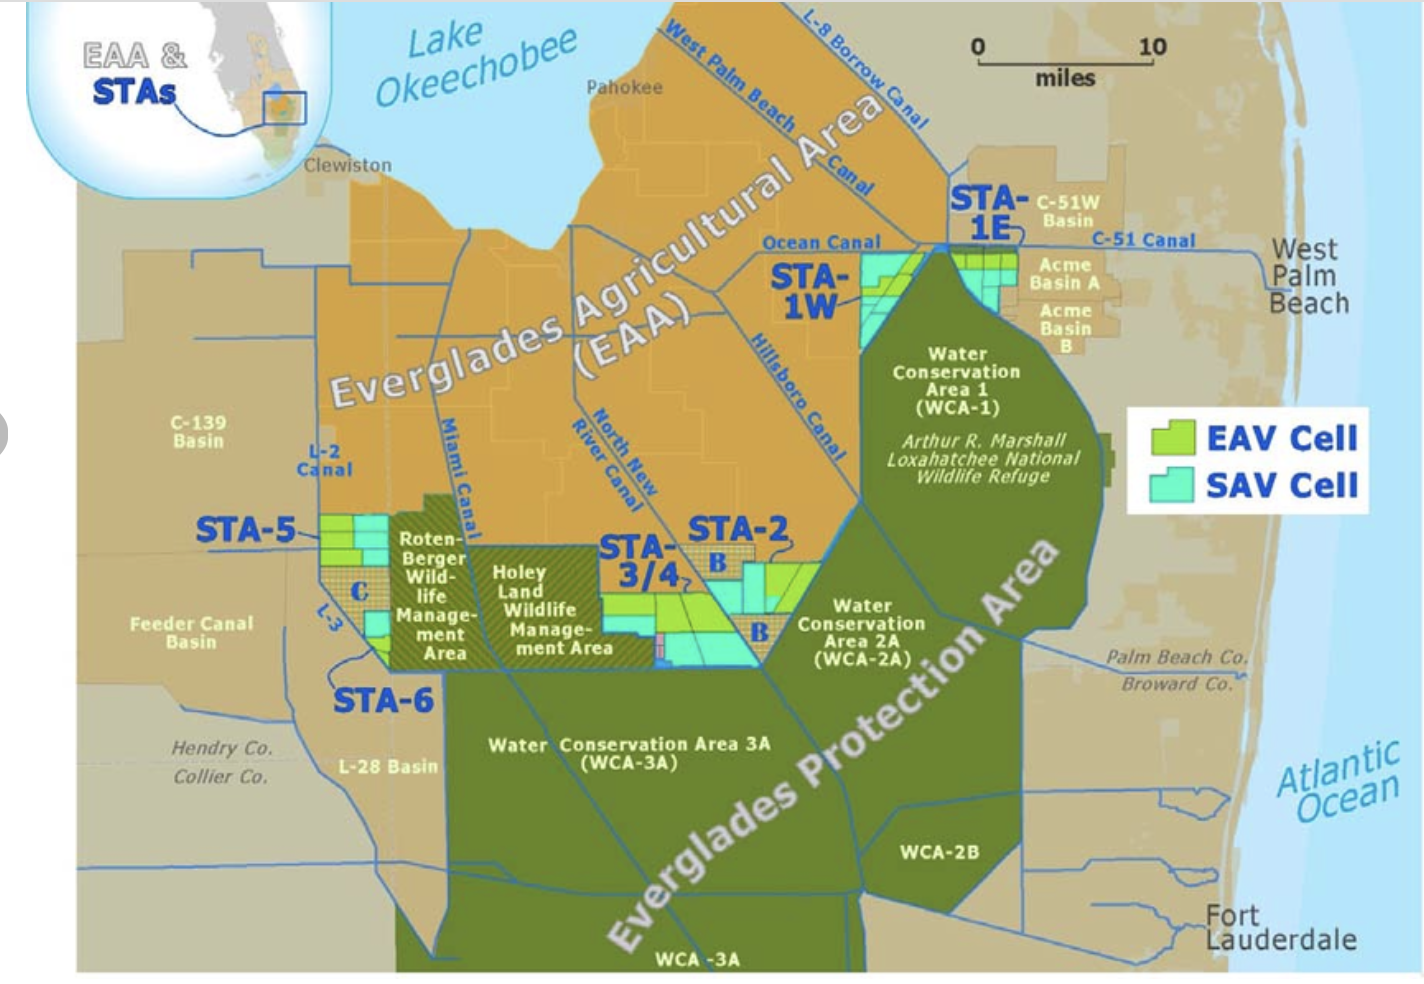 EAA &
STAs
Lake
Okeechobee
Pahokee
Clewiston
West Palm Beach
Canal
L-8 Borrow Canal
0 10
miles
Everglades Agricultural Area
(EAA)
STA-
1E
C-51W
Basin
Ocean Canal
C-51 Canal
West
Palm
Beach
STA-
1W
Acme
Basin A
Acme
Basin
B
Hillsboro Canal
Water
Conservation
Area 1
(WCA-1)
Arthur R. Marshall
Loxahatchee National
Wildlife Refuge
EAV Cell
SAV Cell
C-139
Basin
L-2
Canal
Miami Canal
North New
River Canal
STA-5
STA-
3/4
STA-2
B
B
C
L-3
Roten-
Berger
Wild-
life
Manage-
ment
Area
Holey
Land
Wildlife
Manage-
ment Area
Feeder Canal
Basin
Water
Conservation
Area 2A
(WCA-2A)
Palm Beach Co.
Broward Co.
STA-6
Hendry Co.
Collier Co.
L-28 Basin
Water Conservation Area 3A
(WCA-3A)
Everglades Protection Area
WCA-2B
Atlantic
Ocean
Fort
Lauderdale
WCA -3A